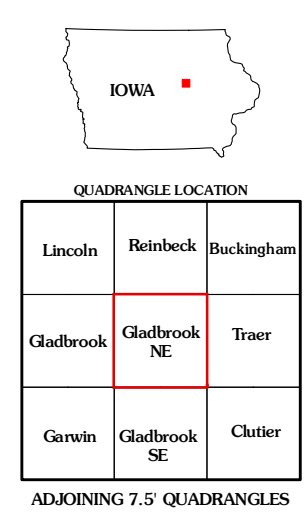 IOWA
QUADRANGLE LOCATION
Lincoln
Reinbeck
Buckingham
Gladbrook
Gladbrook
NE
Traer
Garwin
Gladbrook
SE
Clutier
ADJOINING 7.5' QUADRANGLES